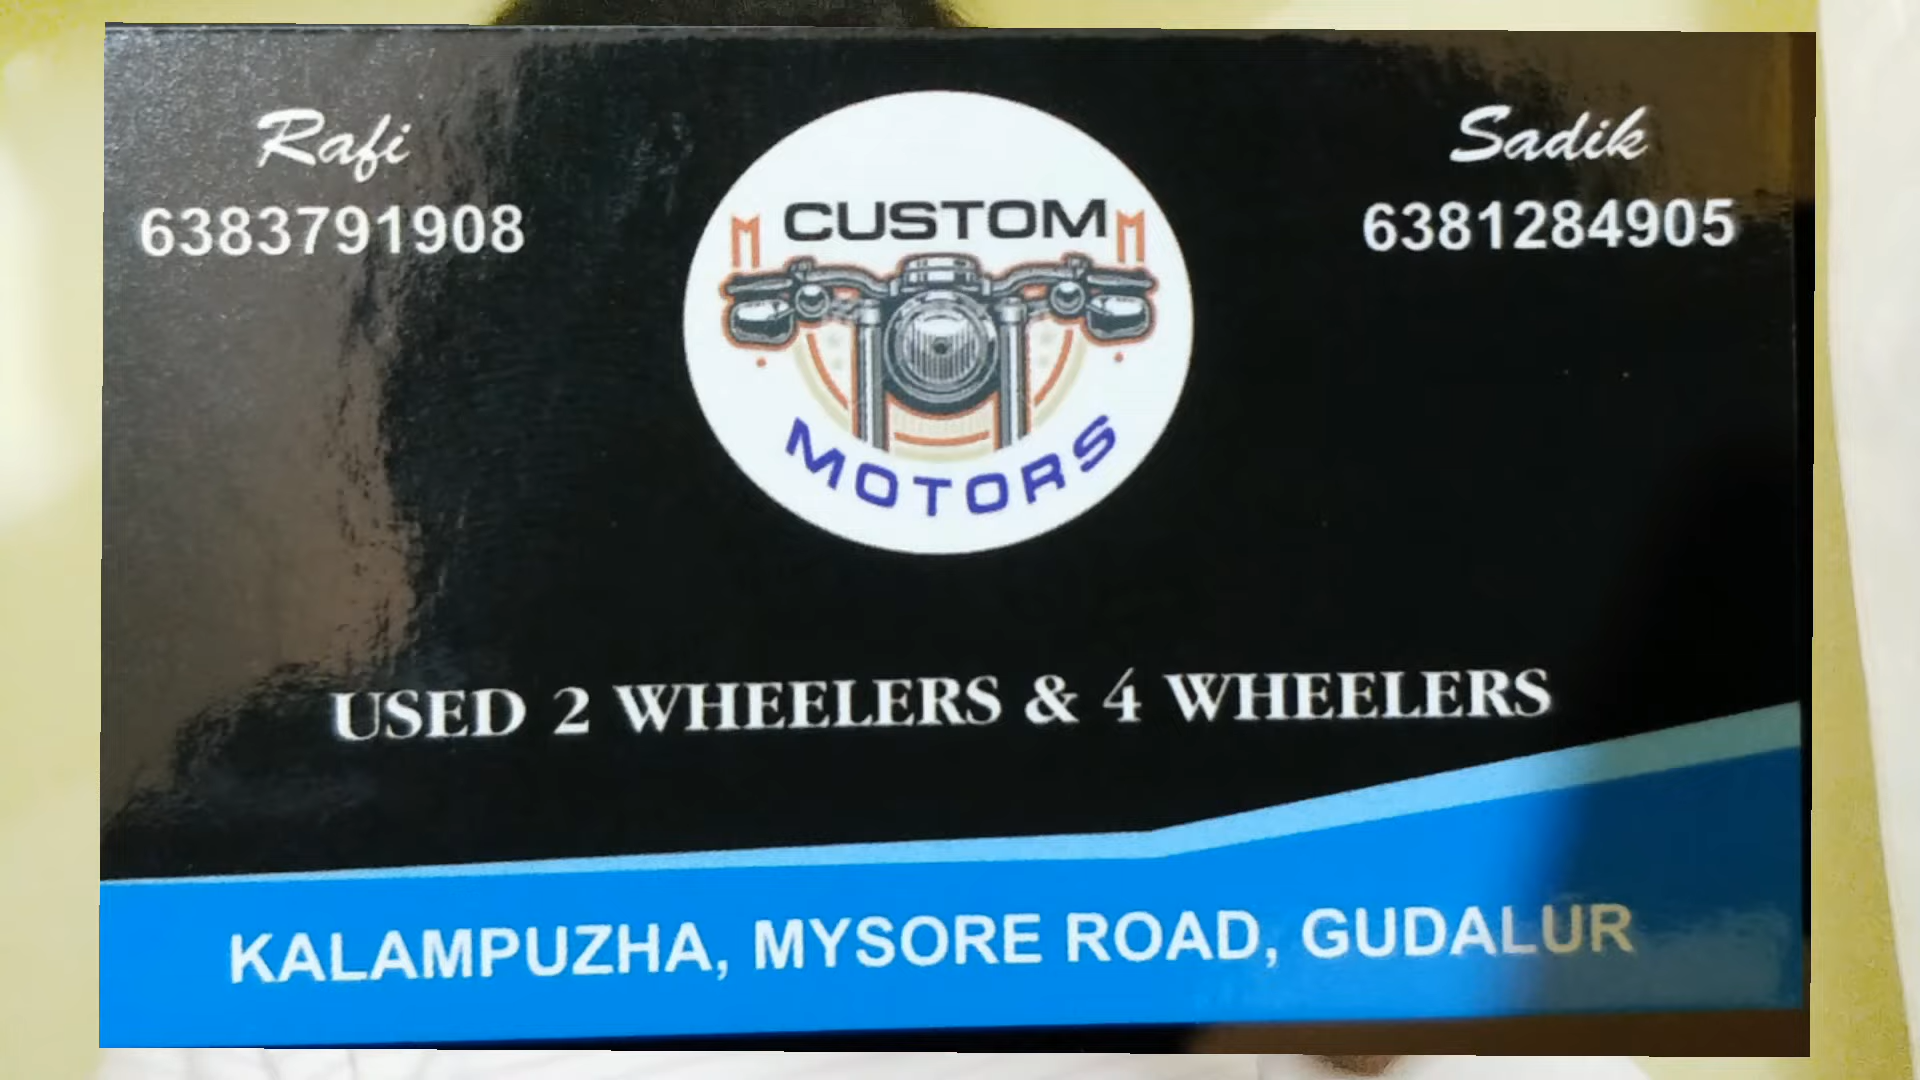 Rafi
6383791908
Sadik
6381284905
M CUSTOM M
MOTORS
USED 2 WHEELERS & 4 WHEELERS
KALAMPUZHA, MYSORE ROAD, GUDALUR